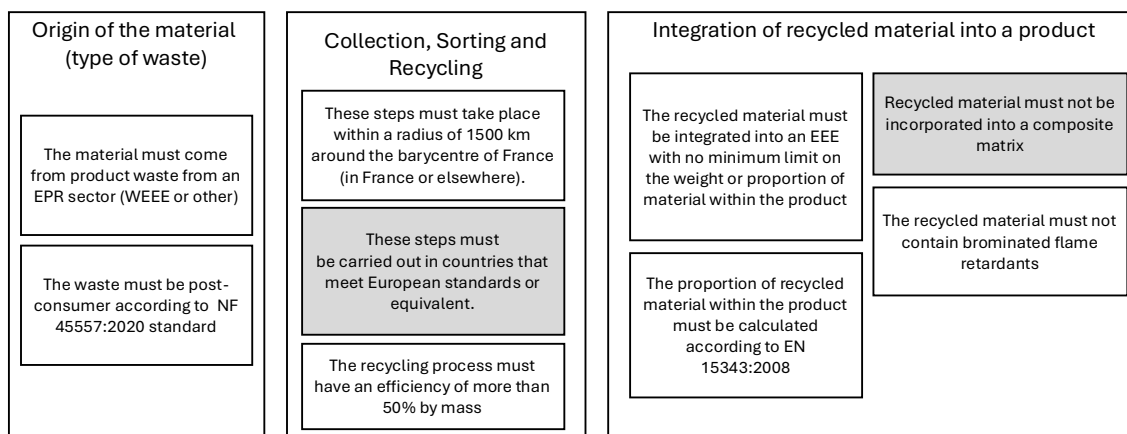 Origin of the material
(type of waste)
The material must come
from product waste from an
EPR sector (WEEE or other)
The waste must be post-
consumer according to NF
45557:2020 standard
Collection, Sorting and
Recycling
These steps must take place
within a radius of 1500 km
around the barycentre of France
(in France or elsewhere).
These steps must
be carried out in countries that
meet European standards or
equivalent.
The recycling process must
have an efficiency of more than
50% by mass
Integration of recycled material into a product
The recycled material must
be integrated into an EEE
with no minimum limit on
the weight or proportion of
material within the product
The proportion of recycled
material within the product
must be calculated
according to EN
15343:2008
Recycled material must not be
incorporated into a composite
matrix
The recycled material must not
contain brominated flame
retardants